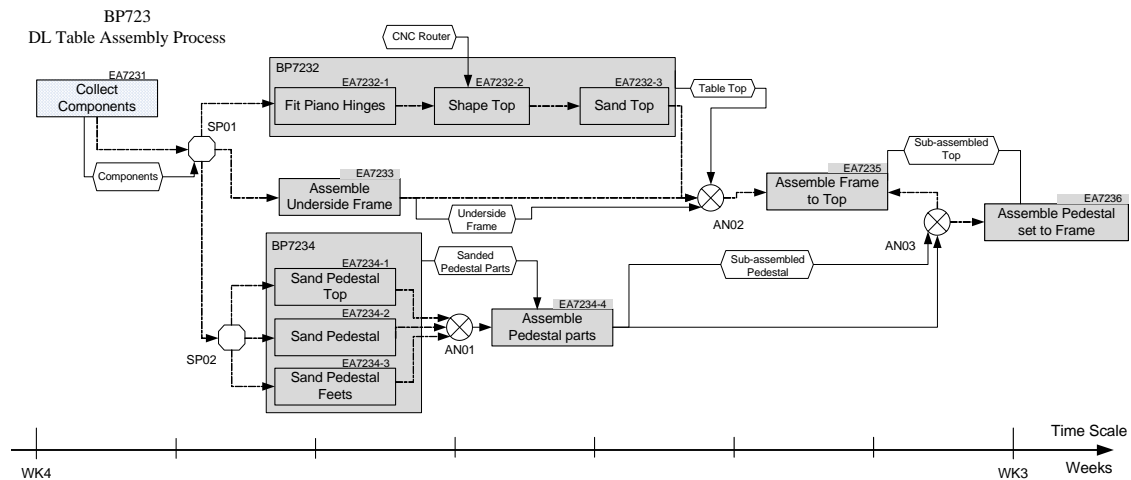 BP723
DL Table Assembly Process
EA7231
Collect
Components
Components
SP01
CNC Router
BP7232
EA7232-1
Fit Piano Hinges
EA7232-2
Shape Top
EA7232-3
Sand Top
Table Top
EA7233
Assemble
Underside Frame
Underside
Frame
AN02
EA7235
Assemble Frame
to Top
Sub-assembled
Top
AN03
EA7236
Assemble Pedestal
set to Frame
BP7234
EA7234-1
Sand Pedestal
Top
EA7234-2
Sand Pedestal
EA7234-3
Sand Pedestal
Feets
SP02
Sanded
Pedestal Parts
AN01
EA7234-4
Assemble
Pedestal parts
Sub-assembled
Pedestal
Time Scale
Weeks
WK4
WK3